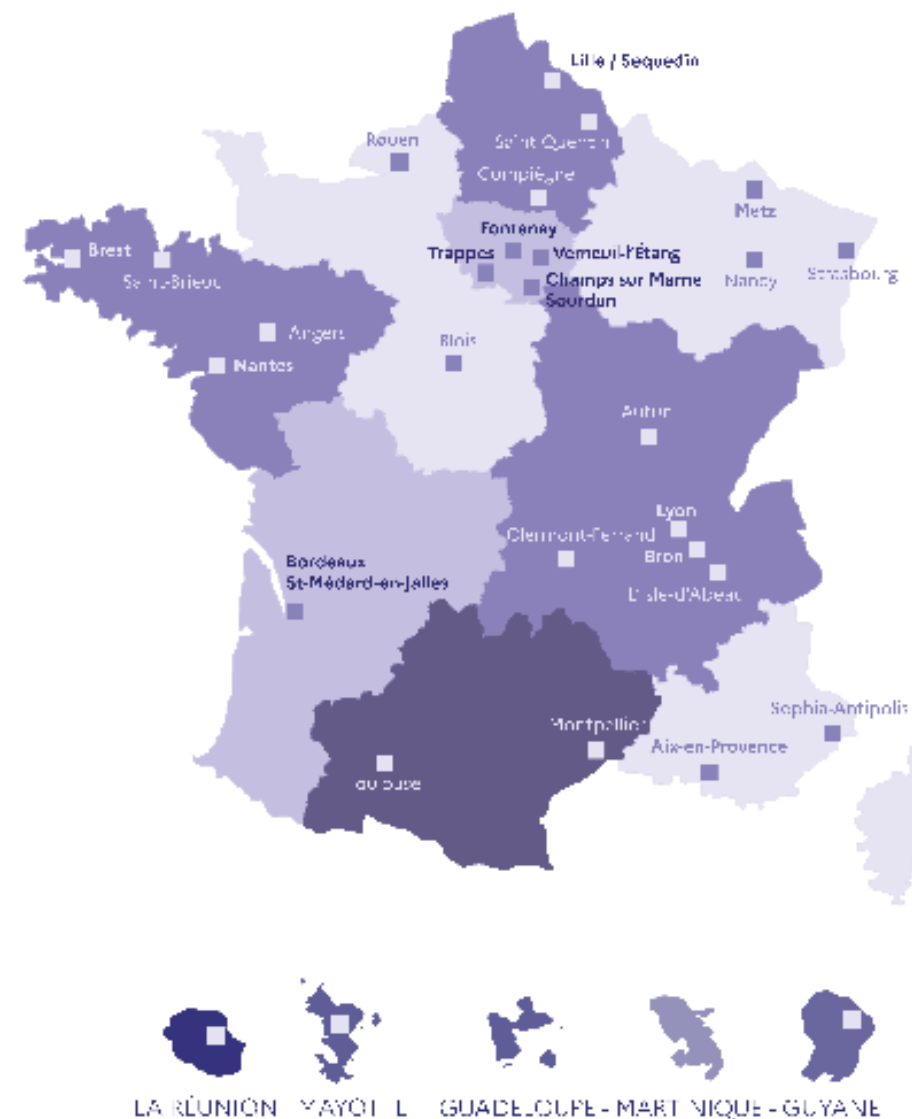 Lille / Sequedin
Rouen
Saint-Quentin
Compiègne
Metz
Fontenay
Brest
Trappes
Verneuil-l'Étang
Saint-Brieuc
Nancy
Strasbourg
Champs sur Marne
Sourdun
Angers
Blois
Nantes
Autun
Lyon
Clermont-Ferrand
Bron
Bordeaux
St-Médard-en-Jalles
L'Isle-d'Abeau
Sophia-Antipolis
Montpellier
Aix-en-Provence
Toulouse
LA RÉUNION
MAYOTTE
GUADELOUPE - MARTINIQUE - GUYANE